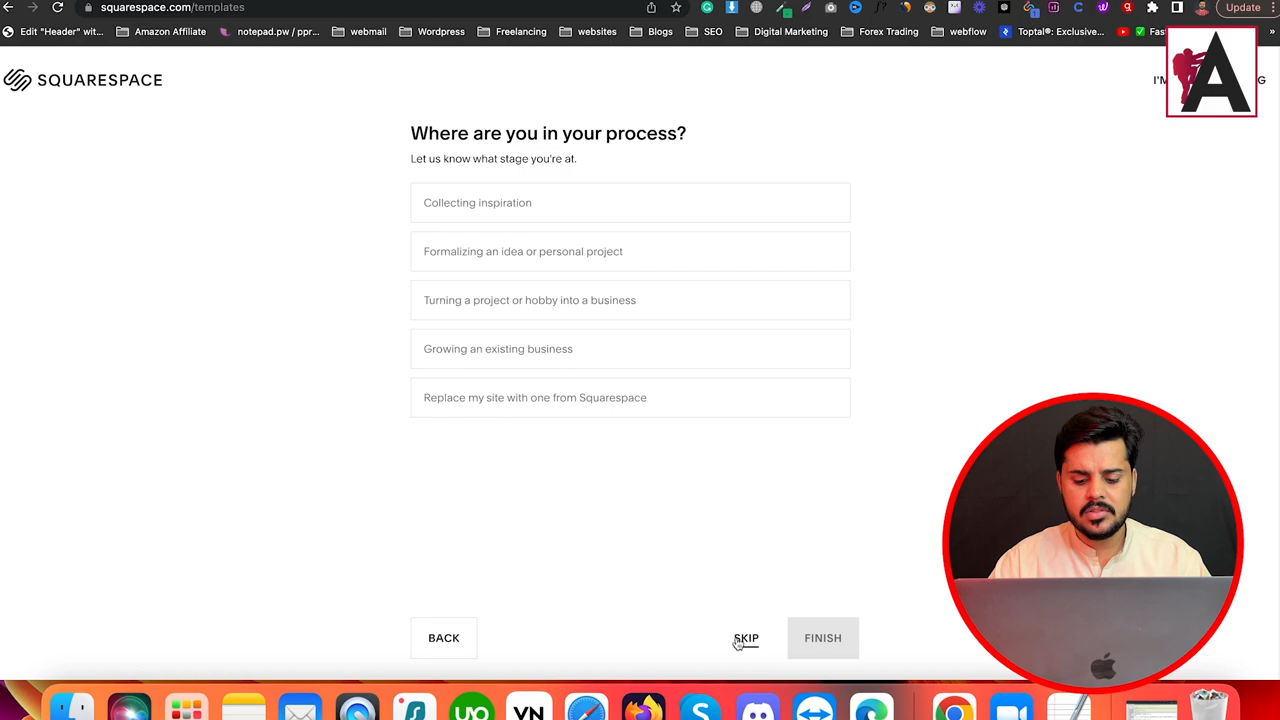 squarespace.com/templates
Update
Edit "Header" wit...
Amazon Affiliate
notepad.pw / ppr...
webmail
Wordpress
Freelancing
websites
Blogs
SEO
Digital Marketing
Forex Trading
webflow
Toptal®: Exclusive...
SQUARESPACE
A
Where are you in your process?
Let us know what stage you're at.
Collecting inspiration
Formalizing an idea or personal project
Turning a project or hobby into a business
Growing an existing business
Replace my site with one from Squarespace
BACK
SKIP
FINISH
VN